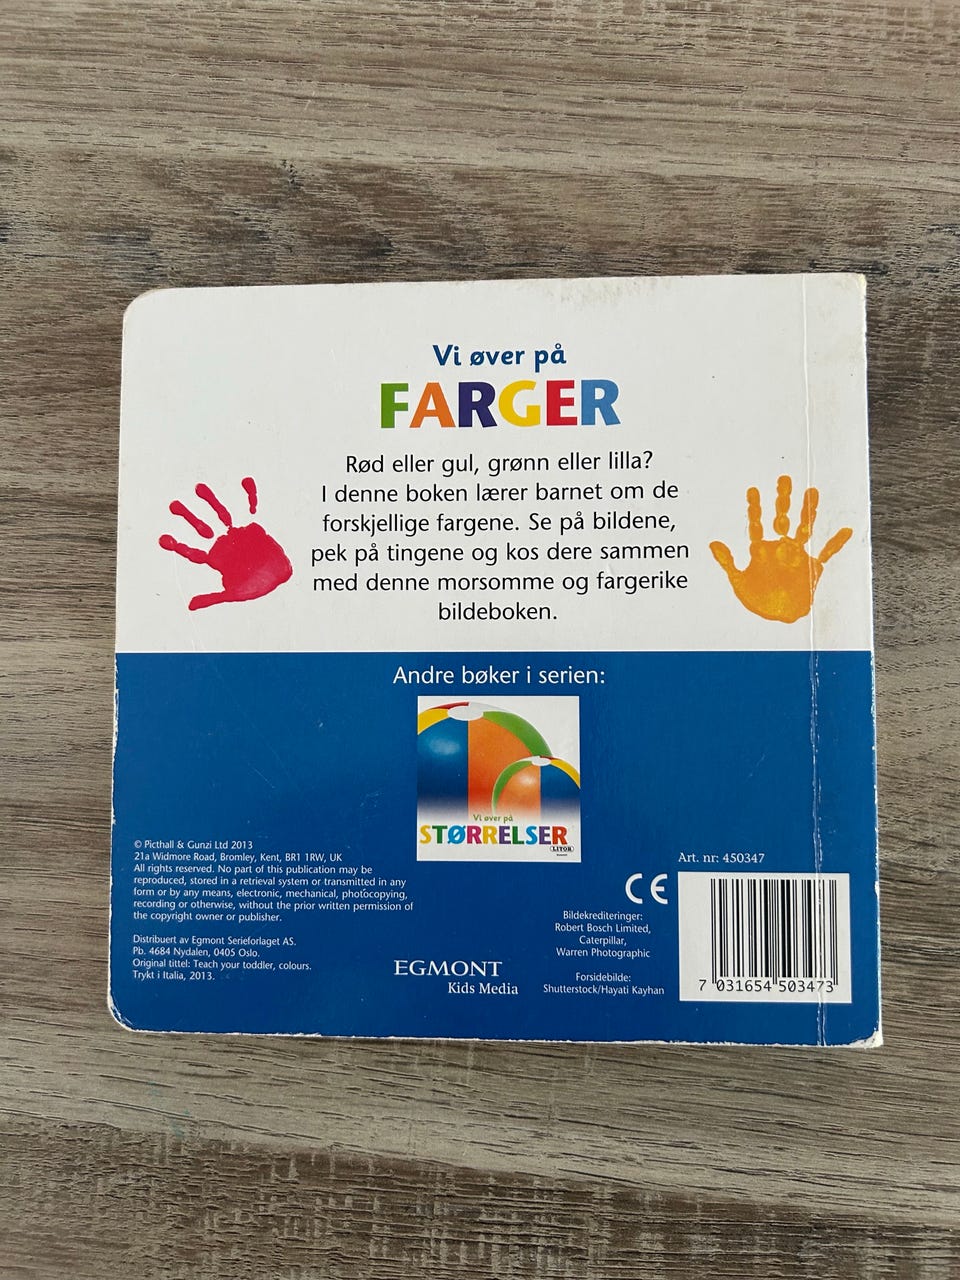 Vi øver på
FARGER
Rød eller gul, grønn eller lilla?
I denne boken lærer barnet om de
forskjellige fargene. Se på bildene,
pek på tingene og kos dere sammen
med denne morsomme og fargerike
bildeboken.
Andre bøker i serien:
Vi øver på
STØRRELSER
LITOR
© Picthall & Gunzi Ltd 2013
21a Widmore Road, Bromley, Kent, BR1 1RW, UK
All rights reserved. No part of this publication may be
reproduced, stored in a retrieval system or transmitted in any
form or by any means, electronic, mechanical, photocopying,
recording or otherwise, without the prior written permission of
the copyright owner or publisher.
Distribuert av Egmont Serieforlaget AS.
Pb. 4684 Nydalen, 0405 Oslo.
Original tittel: Teach your toddler, colours.
Trykt i Italia, 2013.
EGMONT
Kids Media
CE
Bildekrediteringer:
Robert Bosch Limited,
Caterpillar,
Warren Photographic
Forsidebilde:
Shutterstock/Hayati Kayhan
Art. nr: 450347
7 031654 503473